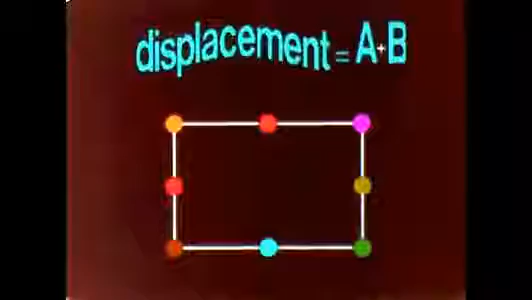 displacement = A+B